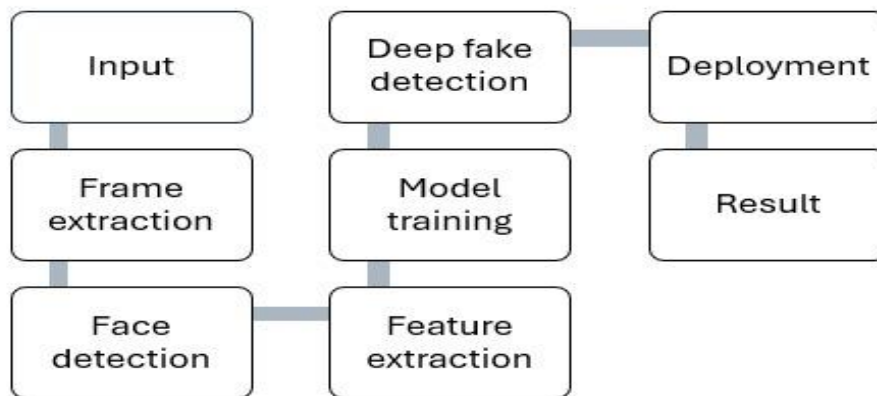 Input
Frame
extraction
Face
detection
Feature
extraction
Model
training
Deep fake
detection
Deployment
Result